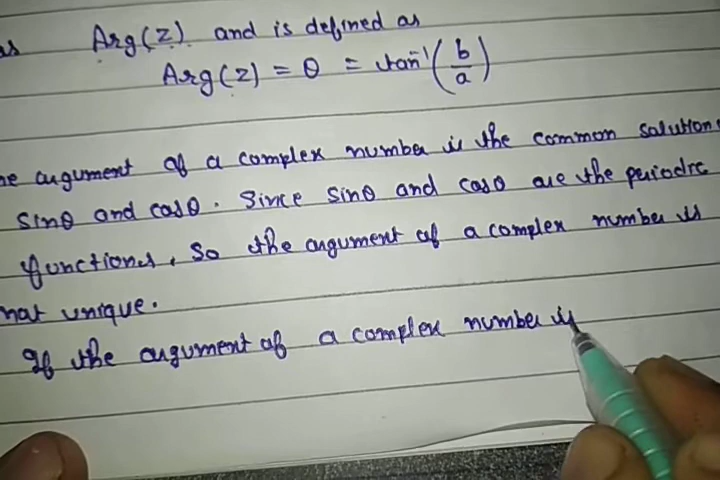 as Arg(z) and is defined as
Arg(z) = θ = tan⁻¹(b/a)
he argument of a complex number is the common solution
sinθ and cosθ. Since sinθ and cosθ are the periodic
functions, So the argument of a complex number is
not unique.
If the argument of a complex number is